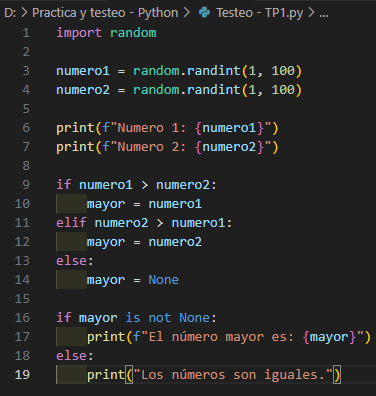 D: > Practica y testeo - Python > Testeo - TP1.py > ...
1 import random
2
3 numero1 = random.randint(1, 100)
4 numero2 = random.randint(1, 100)
5
6 print(f"Numero 1: {numero1}")
7 print(f"Numero 2: {numero2}")
8
9 if numero1 > numero2:
10     mayor = numero1
11 elif numero2 > numero1:
12     mayor = numero2
13 else:
14     mayor = None
15
16 if mayor is not None:
17     print(f"El número mayor es: {mayor}")
18 else:
19     print("Los números son iguales.")